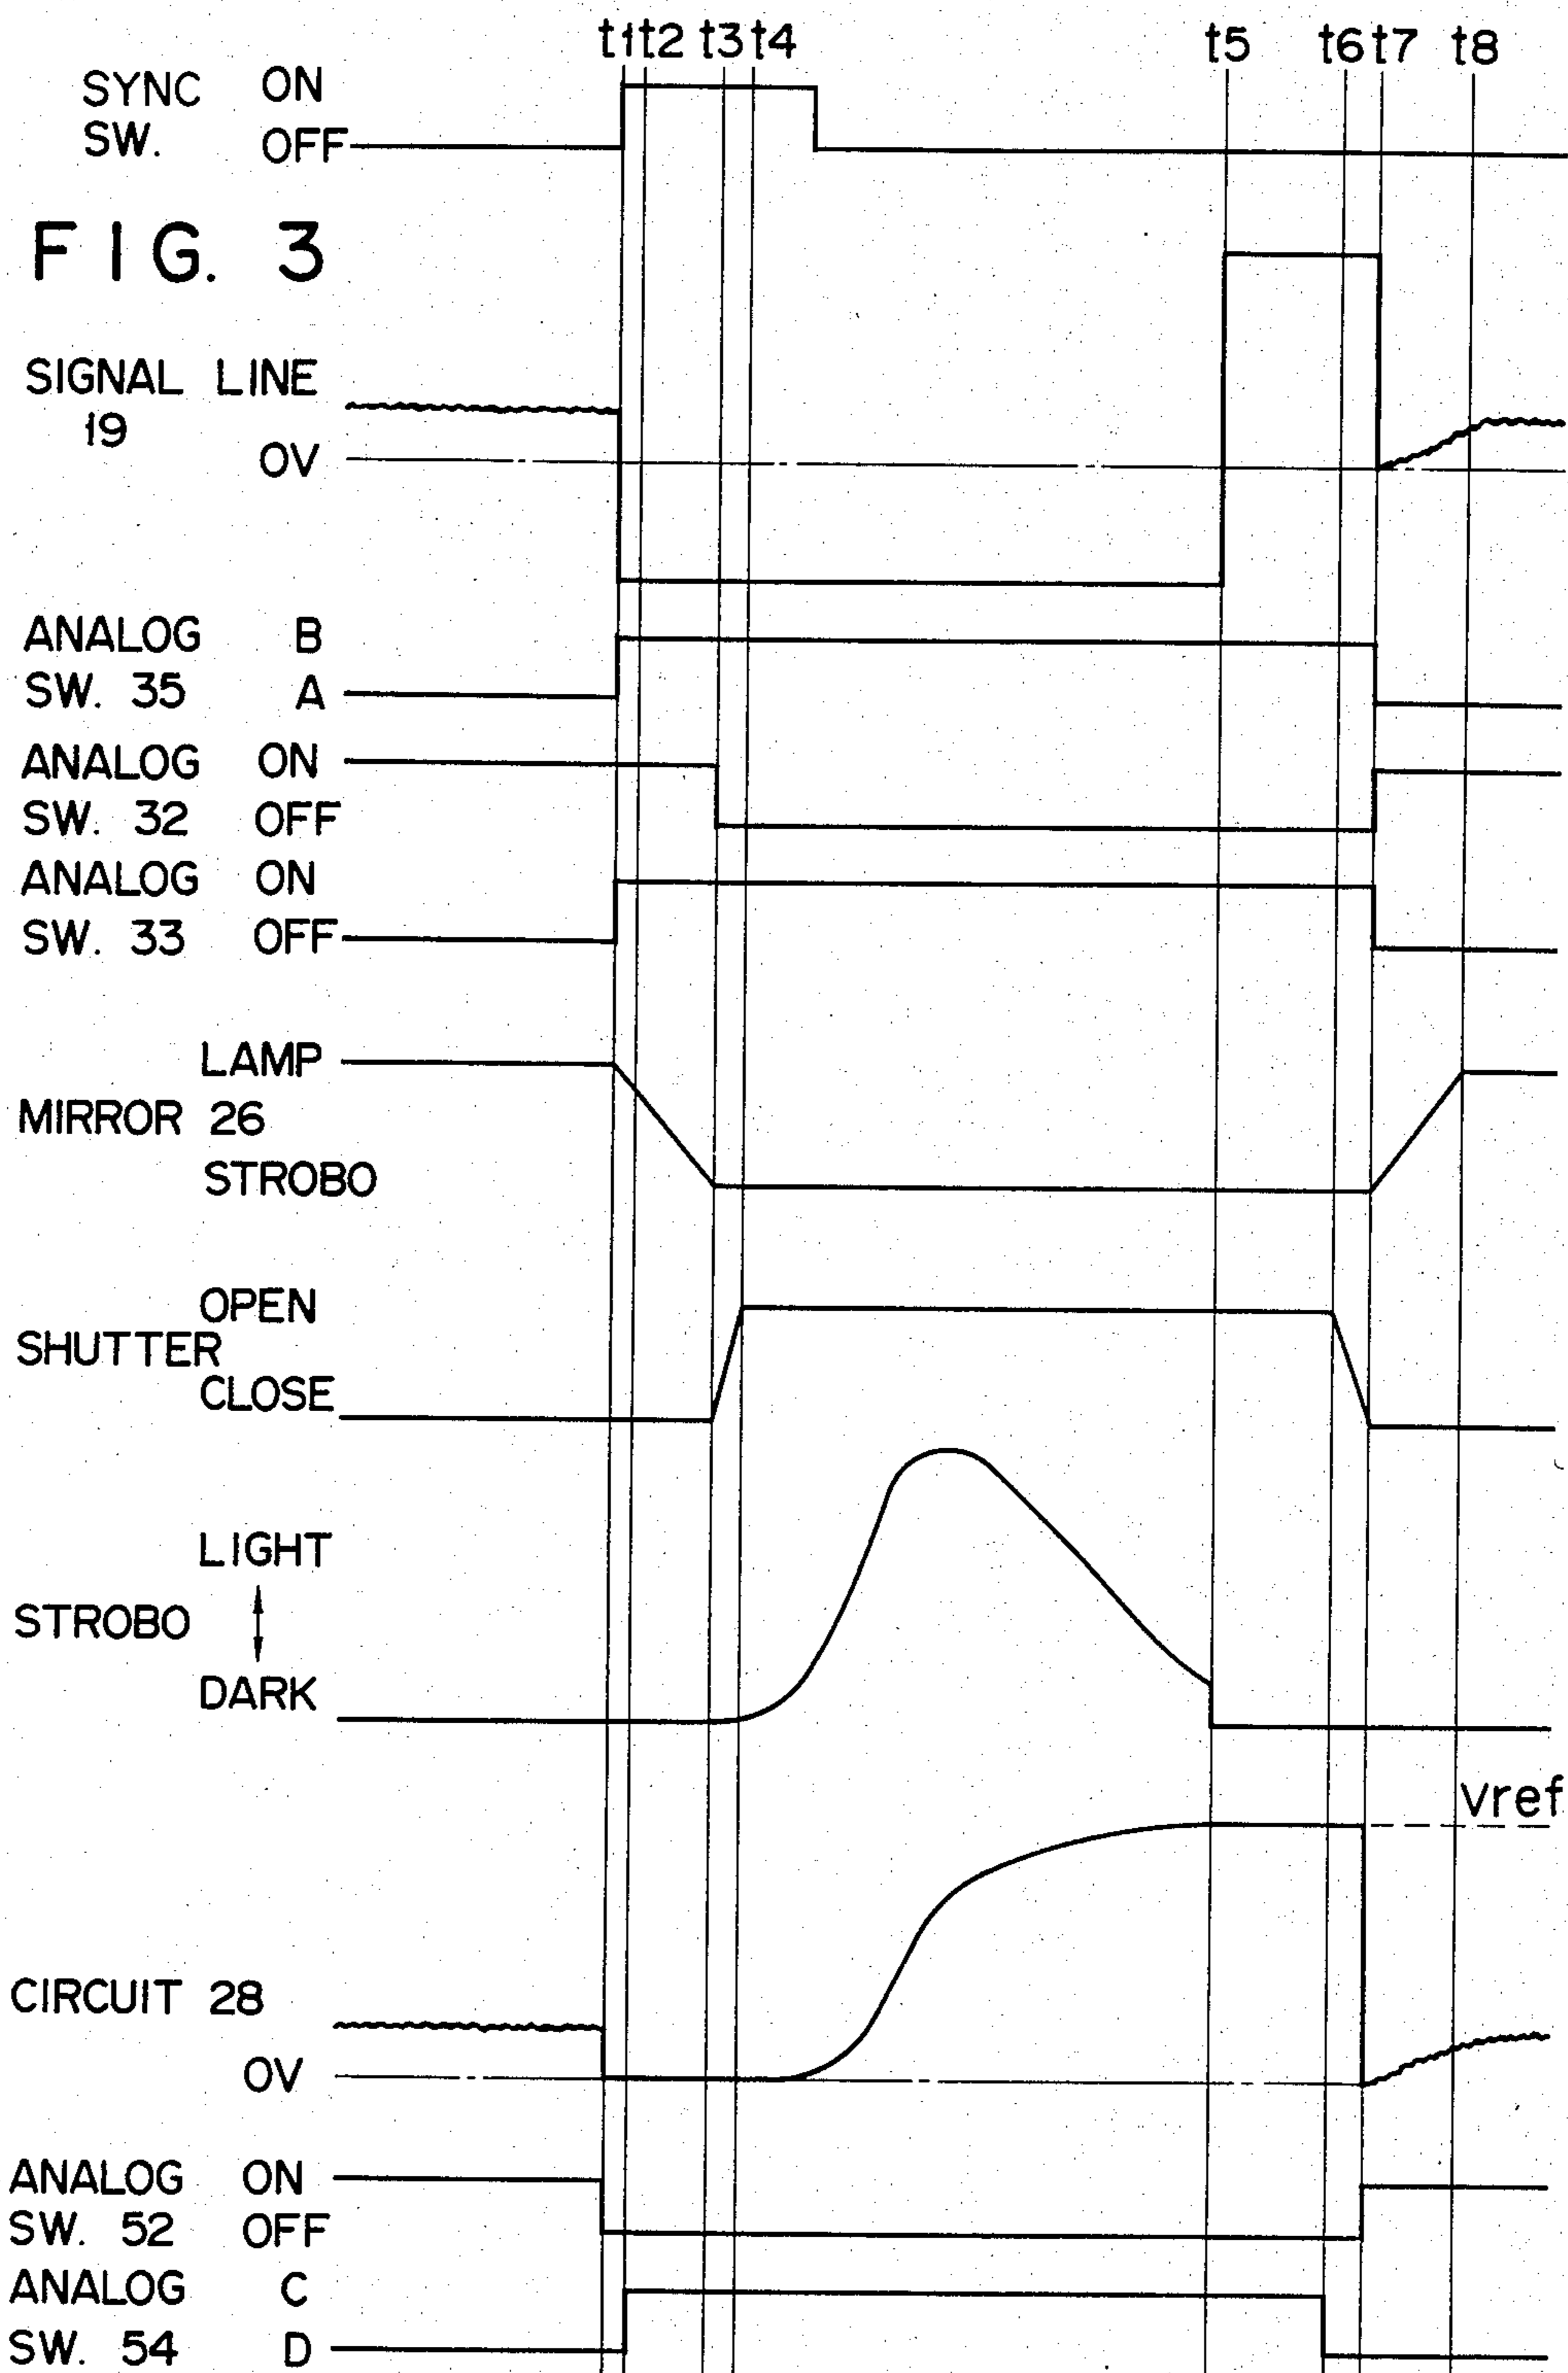 t1 t2 t3 t4 t5 t6 t7 t8
SYNC ON
SW. OFF
FIG. 3
SIGNAL LINE
19
OV
ANALOG B
SW. 35 A
ANALOG ON
SW. 32 OFF
ANALOG ON
SW. 33 OFF
LAMP
MIRROR 26
STROBO
OPEN
SHUTTER
CLOSE
LIGHT
STROBO
DARK
vref
CIRCUIT 28
OV
ANALOG ON
SW. 52 OFF
ANALOG C
SW. 54 D